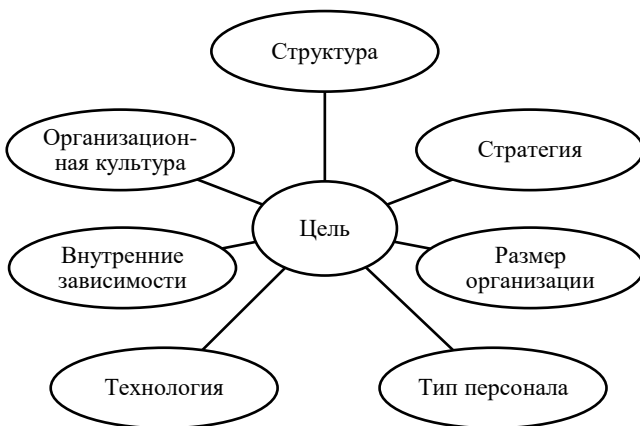 Структура
Организацион-
ная культура
Стратегия
Цель
Внутренние
зависимости
Размер
организации
Технология
Тип персонала